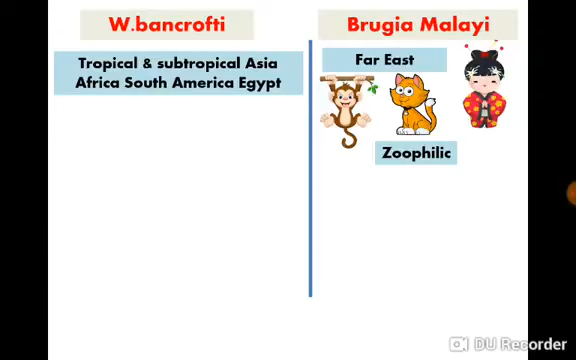 W.bancrofti
Tropical & subtropical Asia
Africa South America Egypt
Brugia Malayi
Far East
Zoophilic
DU Recorder